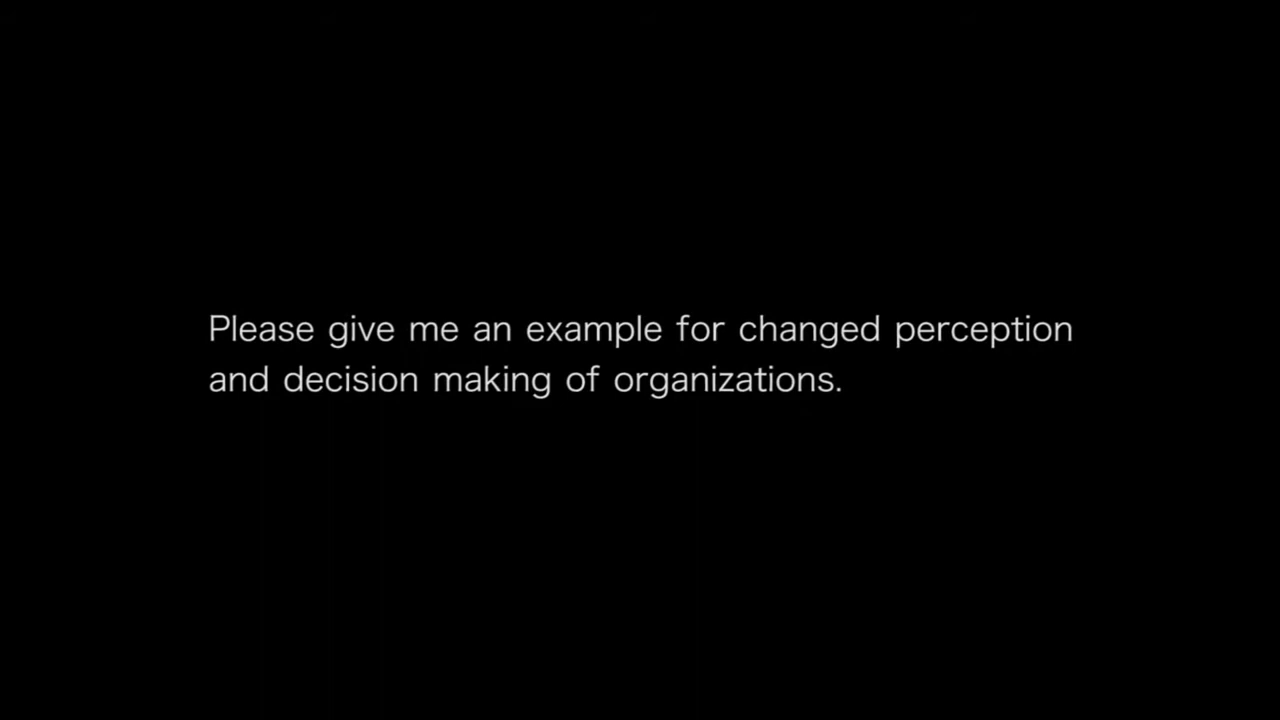 Please give me an example for changed perception
and decision making of organizations.